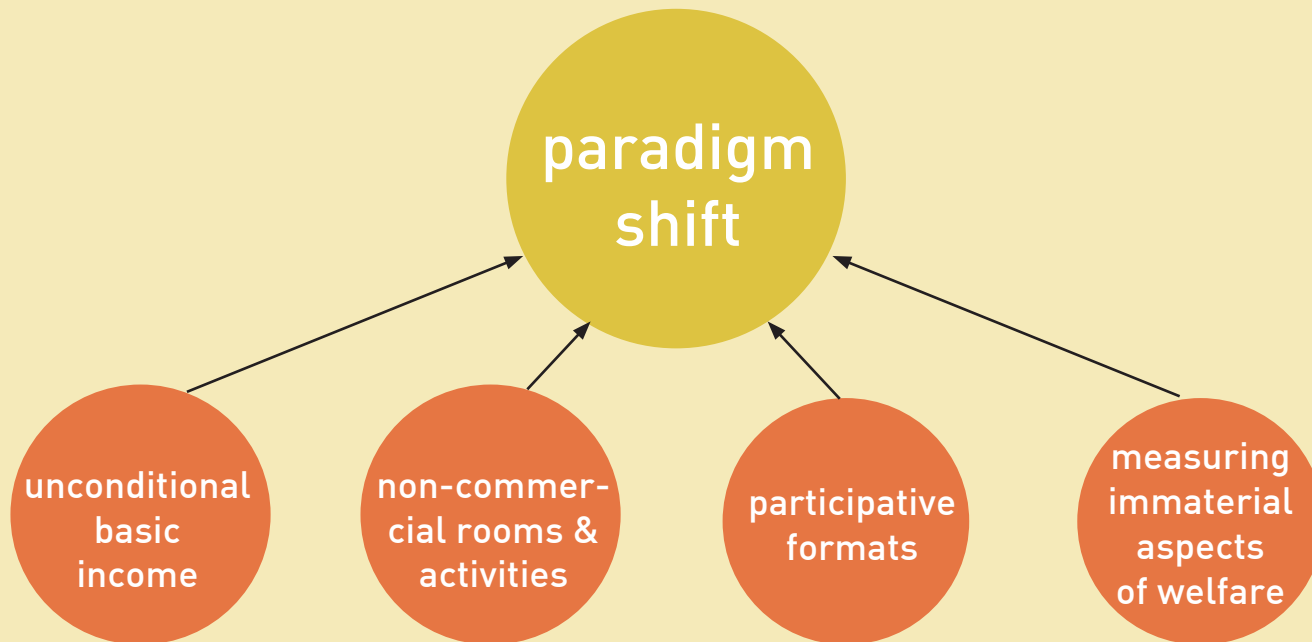 paradigm
shift
unconditional
basic
income
non-commer-
cial rooms &
activities
participative
formats
measuring
immaterial
aspects
of welfare